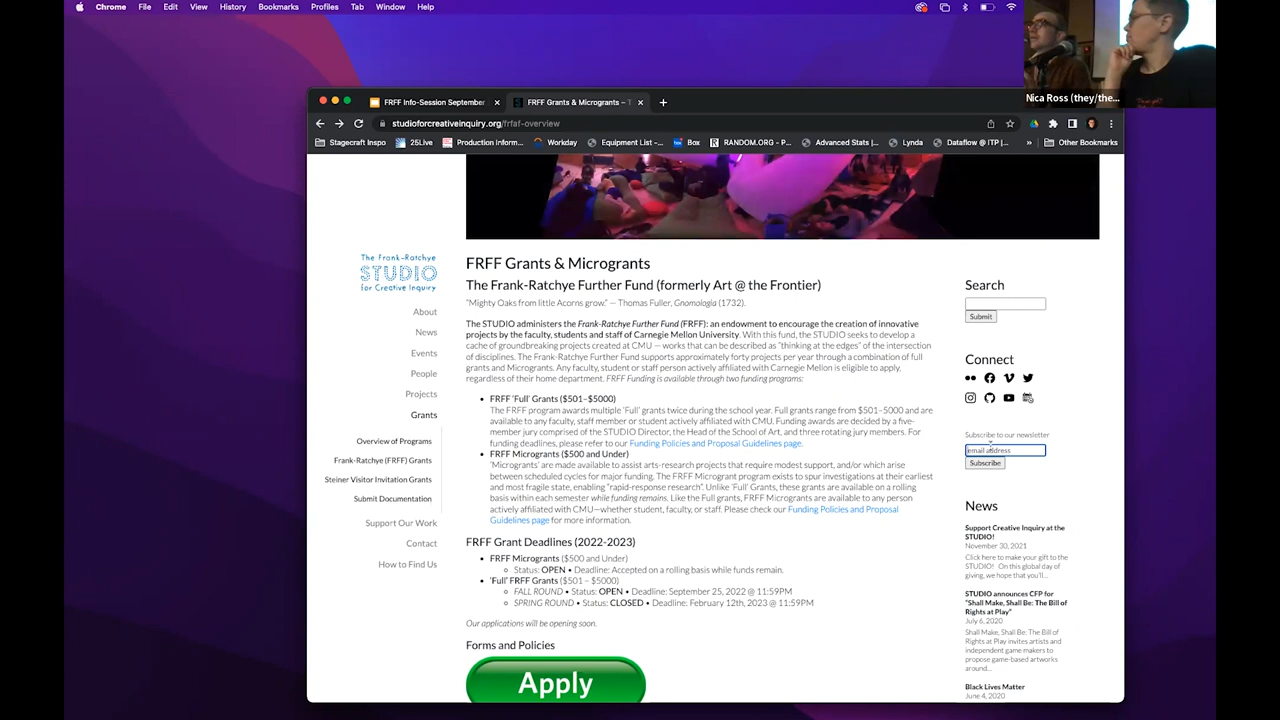 Chrome File Edit View History Bookmarks Profiles Tab Window Help
Nica Ross (they/the...
FRFF Info-Session September
FRFF Grants & Microgrants – T
studioforcreativeinquiry.org/frfaf-overview
Stagecraft Inspo 25Live Production Inform... Workday Equipment List -... Box RANDOM.ORG - P... Advanced Stats |... Lynda Dataflow @ ITP |... » Other Bookmarks
The Frank-Ratchye
STUDIO
for Creative Inquiry
About
News
Events
People
Projects
Grants
Overview of Programs
Frank-Ratchye (FRFF) Grants
Steiner Visitor Invitation Grants
Submit Documentation
Support Our Work
Contact
How to Find Us
FRFF Grants & Microgrants
The Frank-Ratchye Further Fund (formerly Art @ the Frontier)
"Mighty Oaks from little Acorns grow." — Thomas Fuller, Gnomologia (1732).
The STUDIO administers the Frank-Ratchye Further Fund (FRFF): an endowment to encourage the creation of innovative
projects by the faculty, students and staff of Carnegie Mellon University. With this fund, the STUDIO seeks to develop a
cache of groundbreaking projects created at CMU — works that can be described as "thinking at the edges" of the intersection
of disciplines. The Frank-Ratchye Further Fund supports approximately forty projects per year through a combination of full
grants and Microgrants. Any faculty, student or staff person actively affiliated with Carnegie Mellon is eligible to apply,
regardless of their home department. FRFF Funding is available through two funding programs:
• FRFF 'Full' Grants ($501–$5000)
The FRFF program awards multiple 'Full' grants twice during the school year. Full grants range from $501–5000 and are
available to any faculty, staff member or student actively affiliated with CMU. Funding awards are decided by a five-
member jury comprised of the STUDIO Director, the Head of the School of Art, and three rotating jury members. For
funding deadlines, please refer to our Funding Policies and Proposal Guidelines page.
• FRFF Microgrants ($500 and Under)
'Microgrants' are made available to assist arts-research projects that require modest support, and/or which arise
between scheduled cycles for major funding. The FRFF Microgrant program exists to spur investigations at their earliest
and most fragile state, enabling "rapid-response research". Unlike 'Full' Grants, these grants are available on a rolling
basis within each semester while funding remains. Like the Full grants, FRFF Microgrants are available to any person
actively affiliated with CMU—whether student, faculty, or staff. Please check our Funding Policies and Proposal
Guidelines page for more information.
FRFF Grant Deadlines (2022-2023)
• FRFF Microgrants ($500 and Under)
Status: OPEN • Deadline: Accepted on a rolling basis while funds remain.
• 'Full' FRFF Grants ($501 – $5000)
FALL ROUND • Status: OPEN • Deadline: September 25, 2022 @ 11:59PM
SPRING ROUND • Status: CLOSED • Deadline: February 12th, 2023 @ 11:59PM
Our applications will be opening soon.
Forms and Policies
Apply
Search
Submit
Connect
Subscribe to our newsletter
email address
Subscribe
News
Support Creative Inquiry at the
STUDIO!
November 30, 2021
Click here to make your gift to the
STUDIO! On this global day of
giving, we hope that you'll...
STUDIO announces CFP for
"Shall Make, Shall Be: The Bill of
Rights at Play"
July 6, 2020
Shall Make, Shall Be: The Bill of
Rights at Play invites artists and
independent game makers to
propose game-based artworks
around...
Black Lives Matter
June 4, 2020